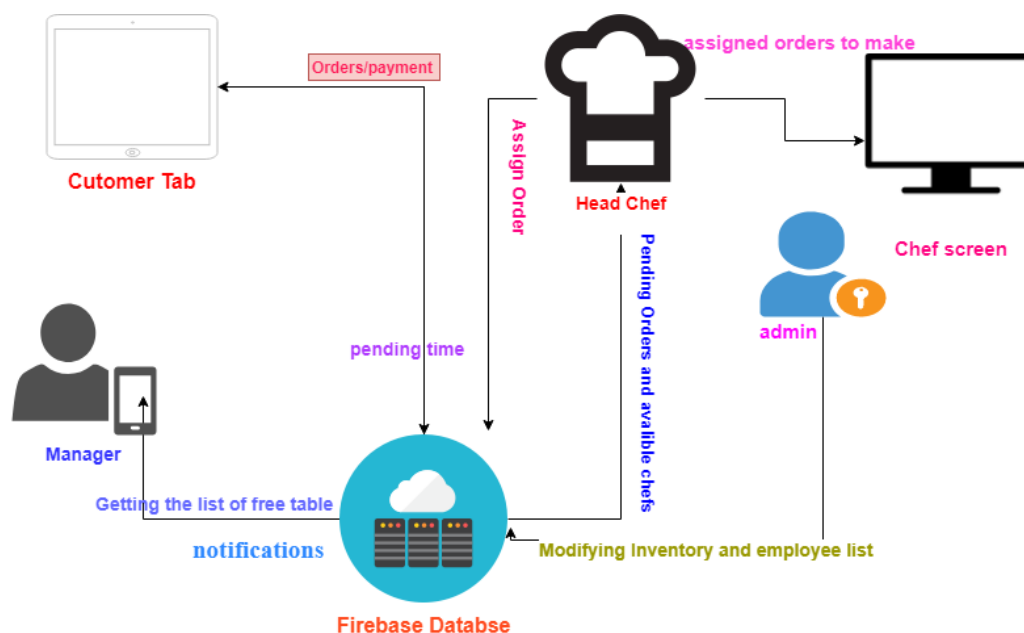 assigned orders to make
Orders/payment
Assign Order
Cutomer Tab
Head Chef
Chef screen
Pending Orders and avalible chefs
admin
pending time
Manager
Getting the list of free table
notifications
Modifying Inventory and employee list
Firebase Databse